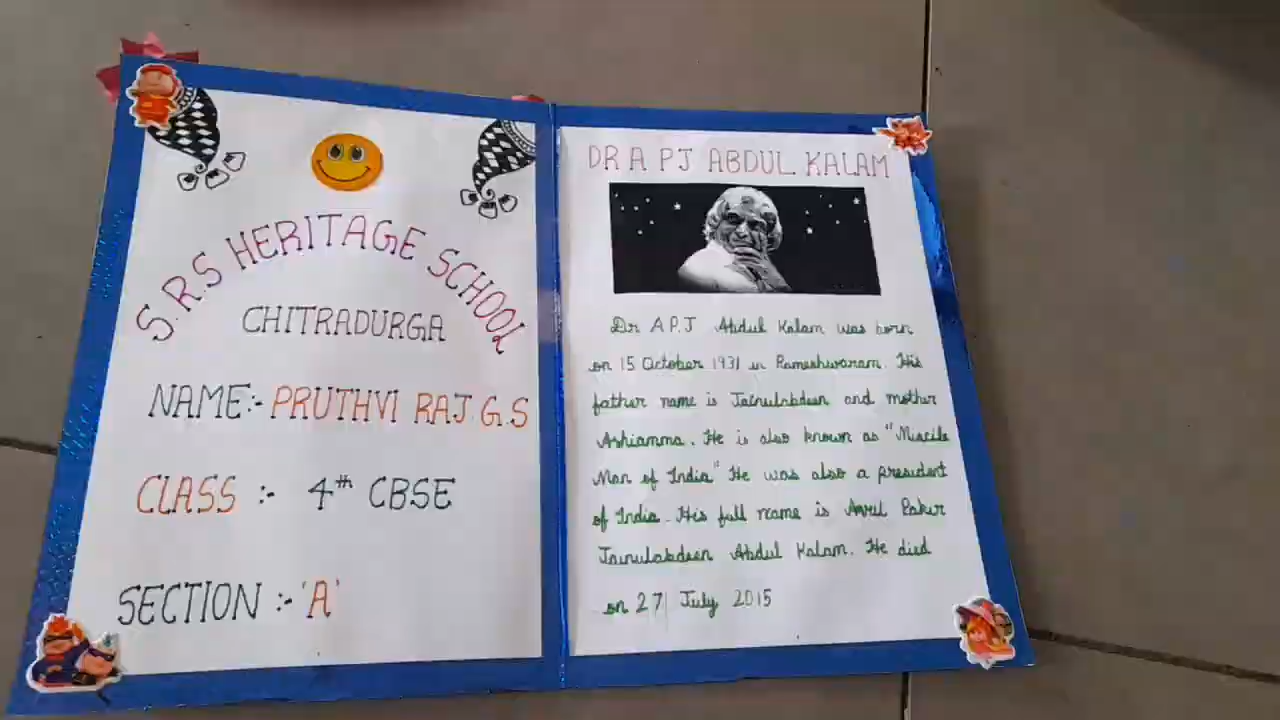 S.R.S HERITAGE SCHOOL
CHITRADURGA
NAME:- PRUTHVI RAJ.G.S
CLASS :- 4th CBSE
SECTION :- 'A'
DR A PJ ABDUL KALAM
Dr A P.J Abdul Kalam was born
on 15 October 1931 in Rameshwaram. His
father name is Jainulabdeen and mother
Ashiamma. He is also known as "Miscile
Man of India" He was also a president
of India. His full name is Avul Pakir
Jainulabdeen Abdul Kalam. He died
on 27 July 2015